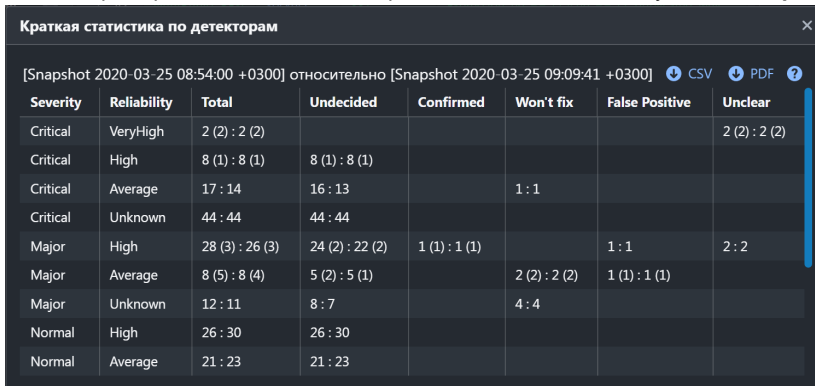 Краткая статистика по детекторам ×
[Snapshot 2020-03-25 08:54:00 +0300] относительно [Snapshot 2020-03-25 09:09:41 +0300] CSV PDF ?
Severity Reliability Total Undecided Confirmed Won't fix False Positive Unclear
Critical VeryHigh 2 (2) : 2 (2) 2 (2) : 2 (2)
Critical High 8 (1) : 8 (1) 8 (1) : 8 (1)
Critical Average 17 : 14 16 : 13 1 : 1
Critical Unknown 44 : 44 44 : 44
Major High 28 (3) : 26 (3) 24 (2) : 22 (2) 1 (1) : 1 (1) 1 : 1 2 : 2
Major Average 8 (5) : 8 (4) 5 (2) : 5 (1) 2 (2) : 2 (2) 1 (1) : 1 (1)
Major Unknown 12 : 11 8 : 7 4 : 4
Normal High 26 : 30 26 : 30
Normal Average 21 : 23 21 : 23